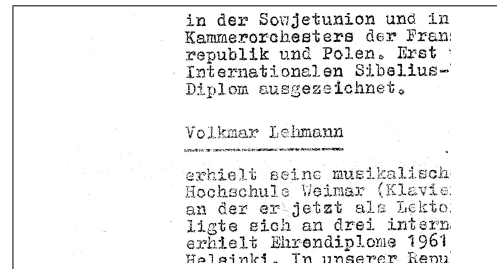 in der Sowjetunion und in
Kammerorchesters der Fran
republik und Polen. Erst
Internationalen Sibelius-
Diplom ausgezeichnet.
Volkmar Lehmann
erhielt seine musikalisch
Hochschule Weimar (Klavie
an der er jetzt als Lekto
ligte sich an drei intern
erhielt Ehrendiplome 1961
Helsinki. In unserer Repu